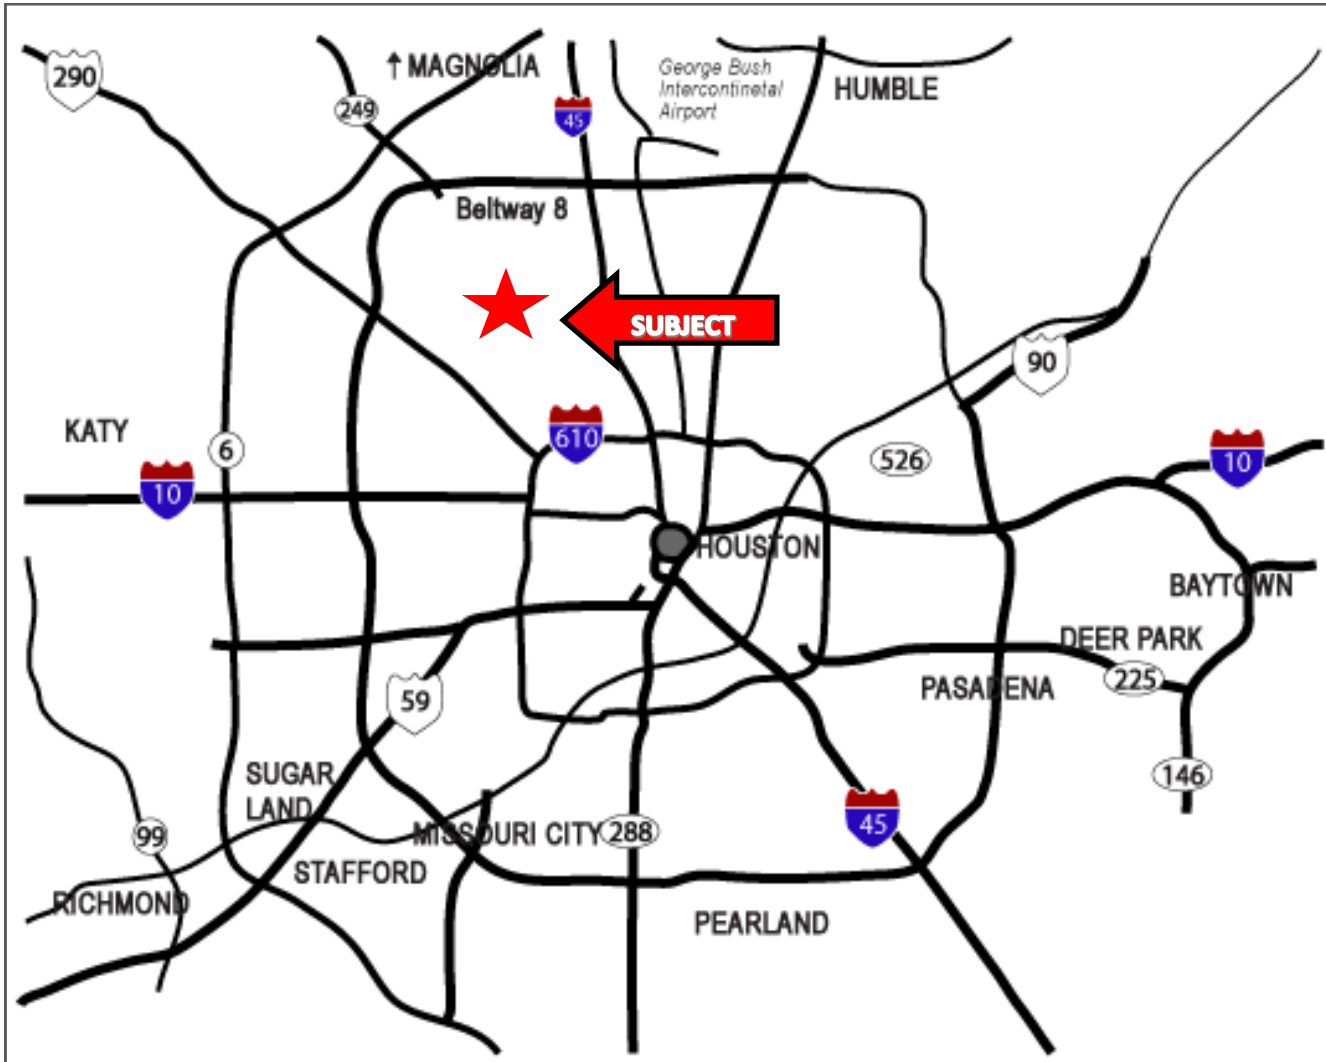 290
MAGNOLIA
249
45
George Bush
Intercontinetal
Airport
HUMBLE
Beltway 8
SUBJECT
90
KATY
6
610
526
10
10
HOUSTON
BAYTOWN
DEER PARK
225
PASADENA
59
SUGAR
LAND
146
99
MISSOURI CITY
288
45
STAFFORD
RICHMOND
PEARLAND